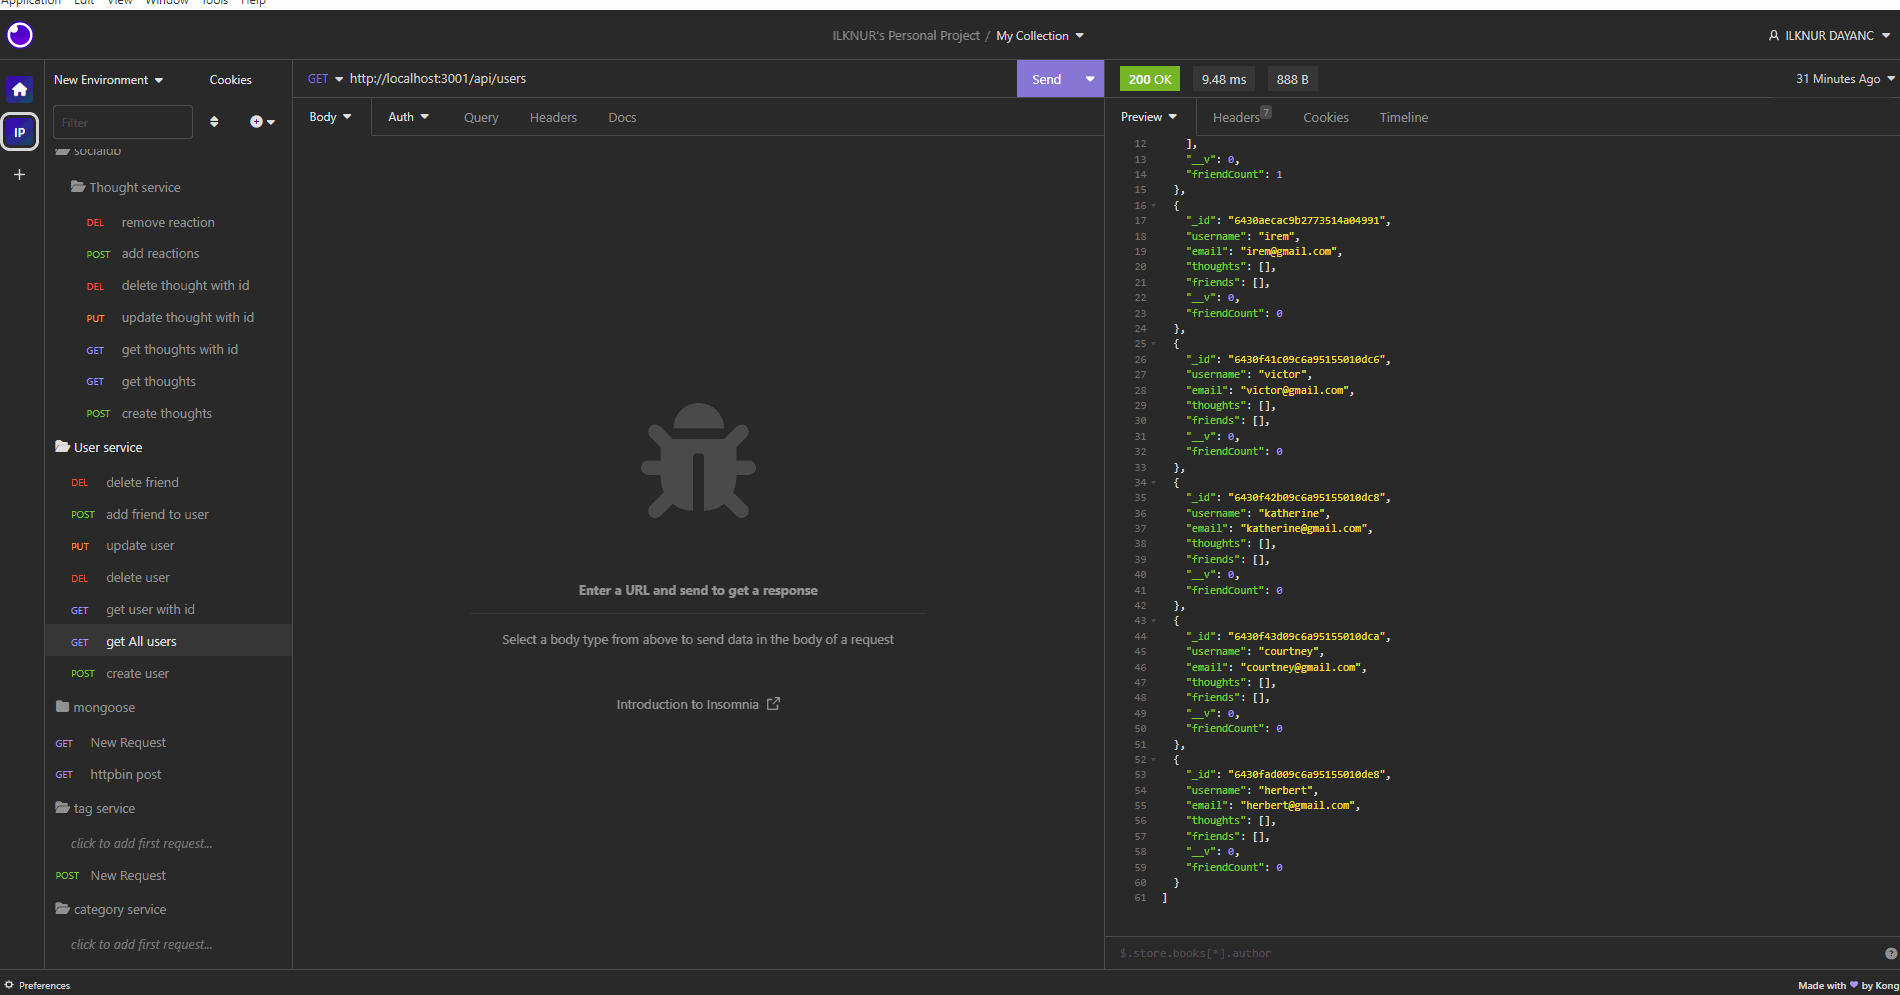 Application Edit View Window Tools Help
ILKNUR's Personal Project / My Collection
ILKNUR DAYANC
New Environment
Cookies
GET http://localhost:3001/api/users
Send
200 OK
9.48 ms
888 B
31 Minutes Ago
IP
Filter
Body
Auth
Query
Headers
Docs
Preview
Headers 7
Cookies
Timeline
socialdb
Thought service
DEL remove reaction
POST add reactions
DEL delete thought with id
PUT update thought with id
GET get thoughts with id
GET get thoughts
POST create thoughts
User service
DEL delete friend
POST add friend to user
PUT update user
DEL delete user
GET get user with id
GET get All users
POST create user
mongoose
GET New Request
GET httpbin post
tag service
click to add first request...
POST New Request
category service
click to add first request...
Enter a URL and send to get a response
Select a body type from above to send data in the body of a request
Introduction to Insomnia
12 ],
13 "__v": 0,
14 "friendCount": 1
15 },
16 {
17 "_id": "6430aecac9b2773514a04991",
18 "username": "irem",
19 "email": "irem@gmail.com",
20 "thoughts": [],
21 "friends": [],
22 "__v": 0,
23 "friendCount": 0
24 },
25 {
26 "_id": "6430f41c09c6a95155010dc6",
27 "username": "victor",
28 "email": "victor@gmail.com",
29 "thoughts": [],
30 "friends": [],
31 "__v": 0,
32 "friendCount": 0
33 },
34 {
35 "_id": "6430f42b09c6a95155010dc8",
36 "username": "katherine",
37 "email": "katherine@gmail.com",
38 "thoughts": [],
39 "friends": [],
40 "__v": 0,
41 "friendCount": 0
42 },
43 {
44 "_id": "6430f43d09c6a95155010dca",
45 "username": "courtney",
46 "email": "courtney@gmail.com",
47 "thoughts": [],
48 "friends": [],
49 "__v": 0,
50 "friendCount": 0
51 },
52 {
53 "_id": "6430fad009c6a95155010de8",
54 "username": "herbert",
55 "email": "herbert@gmail.com",
56 "thoughts": [],
57 "friends": [],
58 "__v": 0,
59 "friendCount": 0
60 }
61 ]
$.store.books[*].author
Preferences
Made with 💜 by Kong